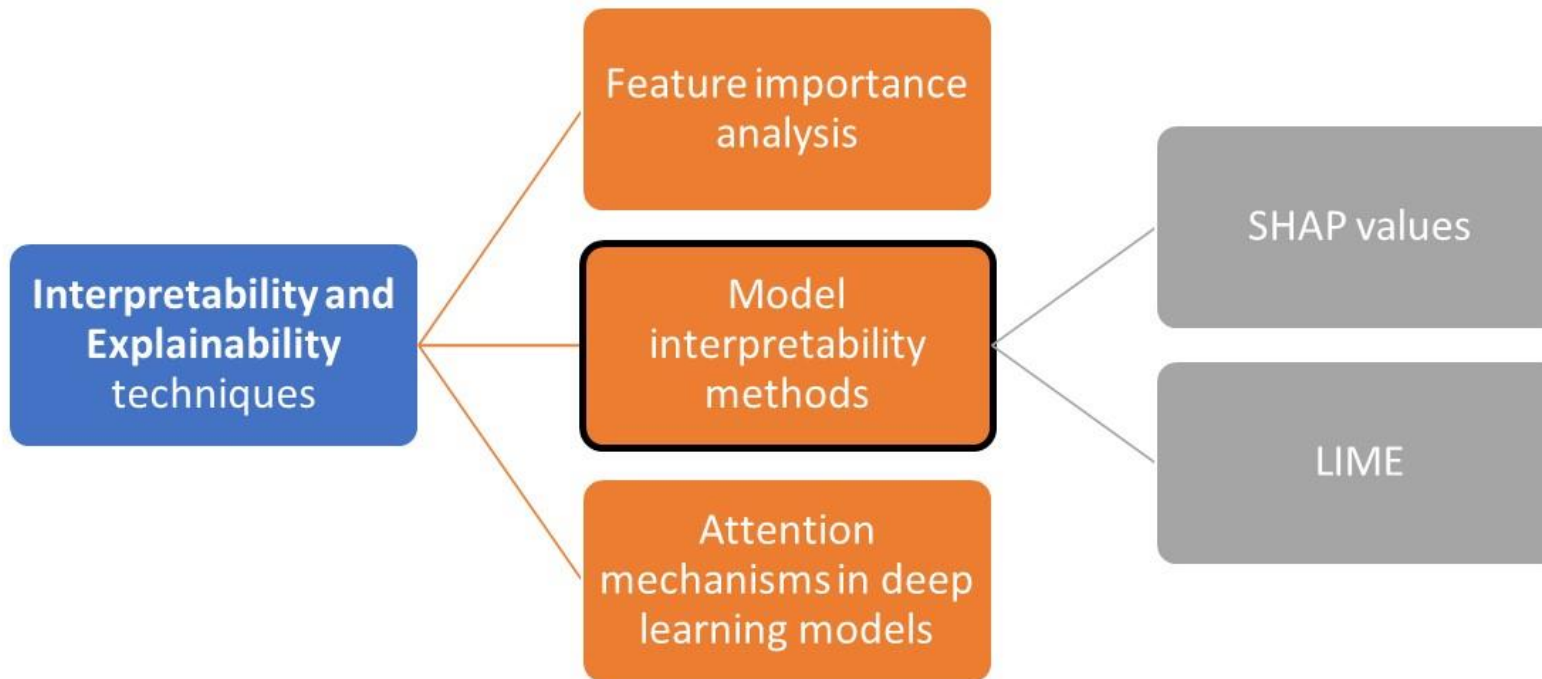 Interpretability and
Explainability
techniques
Feature importance
analysis
Model
interpretability
methods
Attention
mechanisms in deep
learning models
SHAP values
LIME